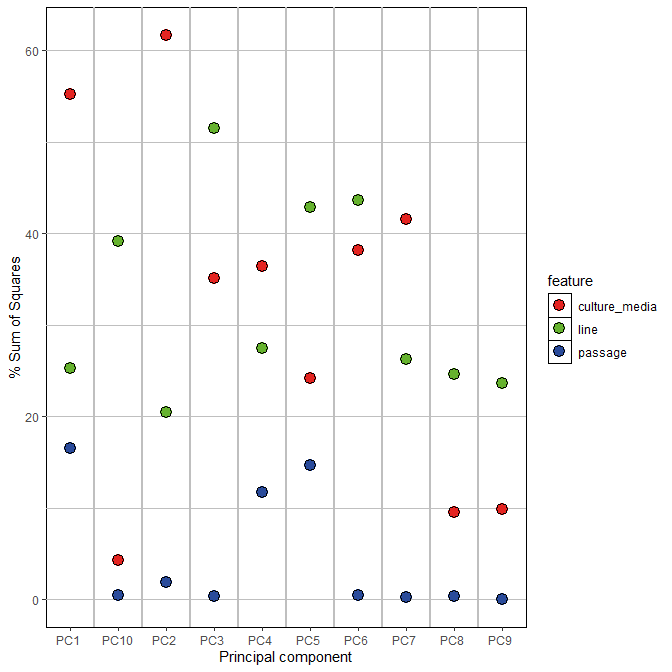 60
40
20
0
% Sum of Squares
PC1 PC10 PC2 PC3 PC4 PC5 PC6 PC7 PC8 PC9
Principal component
feature
culture_media
line
passage